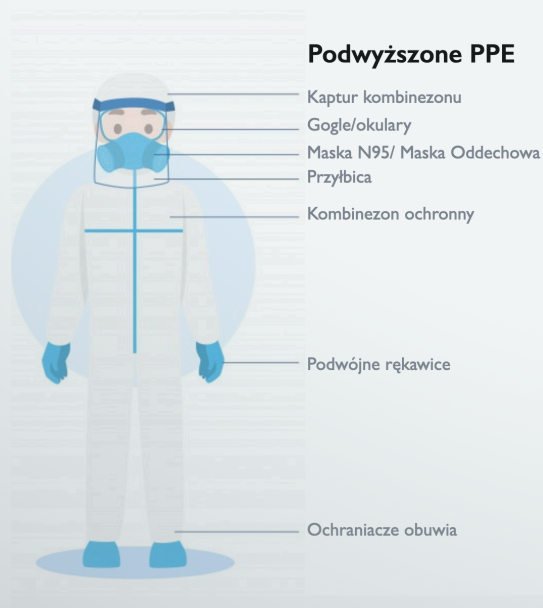 Podwyższone PPE
Kaptur kombinezonu
Gogle/okulary
Maska N95/ Maska Oddechowa
Przyłbica
Kombinezon ochronny
Podwójne rękawice
Ochraniacze obuwia